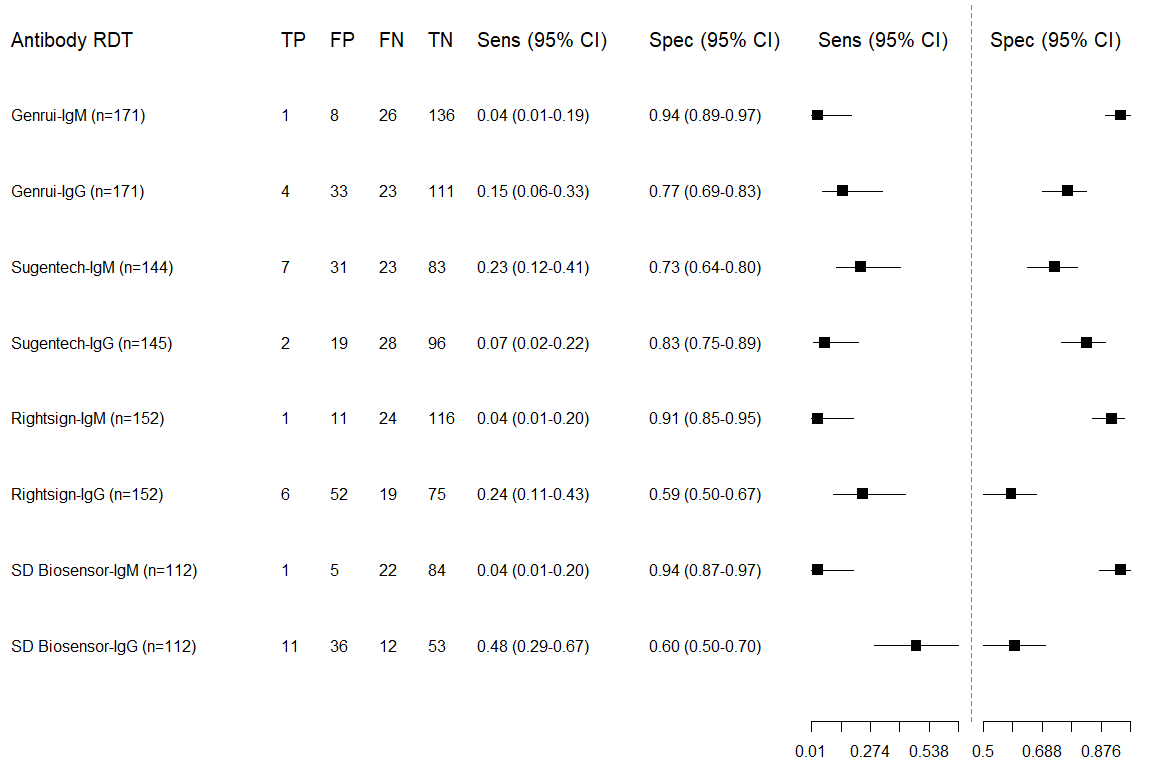 Antibody RDT TP FP FN TN Sens (95% CI) Spec (95% CI) Sens (95% CI) Spec (95% CI)
Genrui-IgM (n=171) 1 8 26 136 0.04 (0.01-0.19) 0.94 (0.89-0.97)
Genrui-IgG (n=171) 4 33 23 111 0.15 (0.06-0.33) 0.77 (0.69-0.83)
Sugentech-IgM (n=144) 7 31 23 83 0.23 (0.12-0.41) 0.73 (0.64-0.80)
Sugentech-IgG (n=145) 2 19 28 96 0.07 (0.02-0.22) 0.83 (0.75-0.89)
Rightsign-IgM (n=152) 1 11 24 116 0.04 (0.01-0.20) 0.91 (0.85-0.95)
Rightsign-IgG (n=152) 6 52 19 75 0.24 (0.11-0.43) 0.59 (0.50-0.67)
SD Biosensor-IgM (n=112) 1 5 22 84 0.04 (0.01-0.20) 0.94 (0.87-0.97)
SD Biosensor-IgG (n=112) 11 36 12 53 0.48 (0.29-0.67) 0.60 (0.50-0.70)
0.01 0.274 0.538 0.5 0.688 0.876